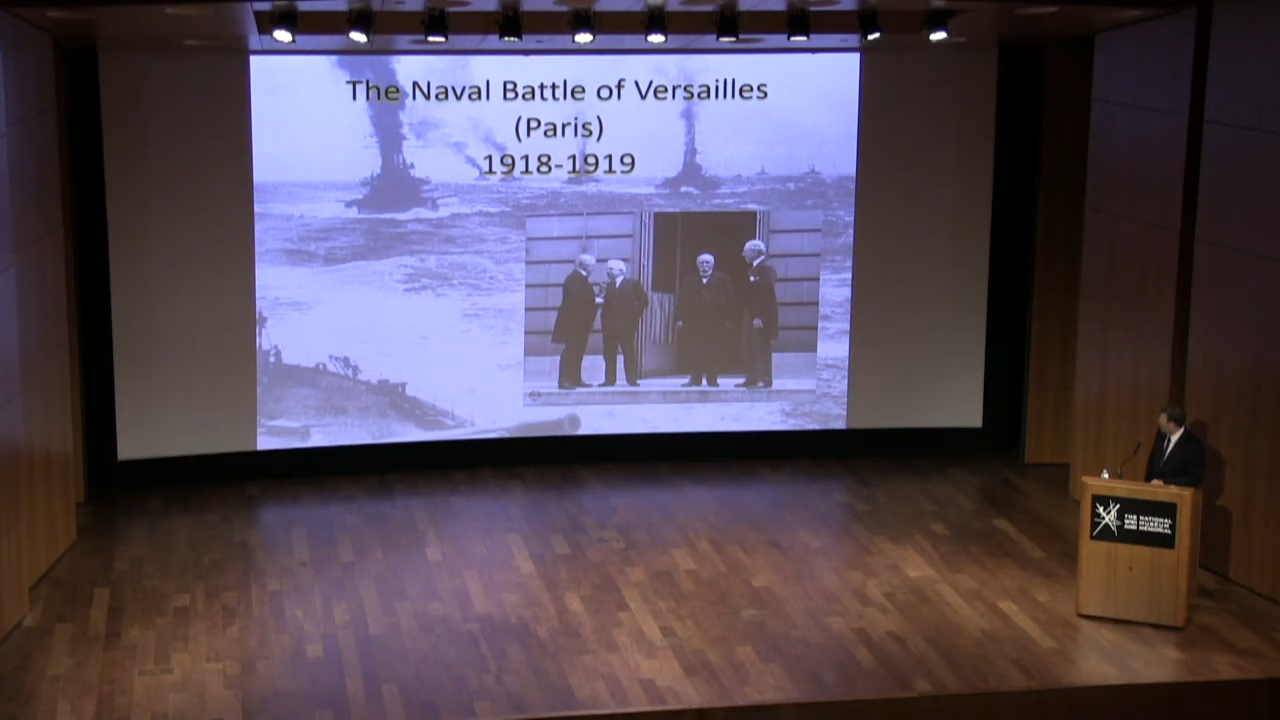 The Naval Battle of Versailles
(Paris)
1918-1919
THE NATIONAL
WWI MUSEUM
AND MEMORIAL